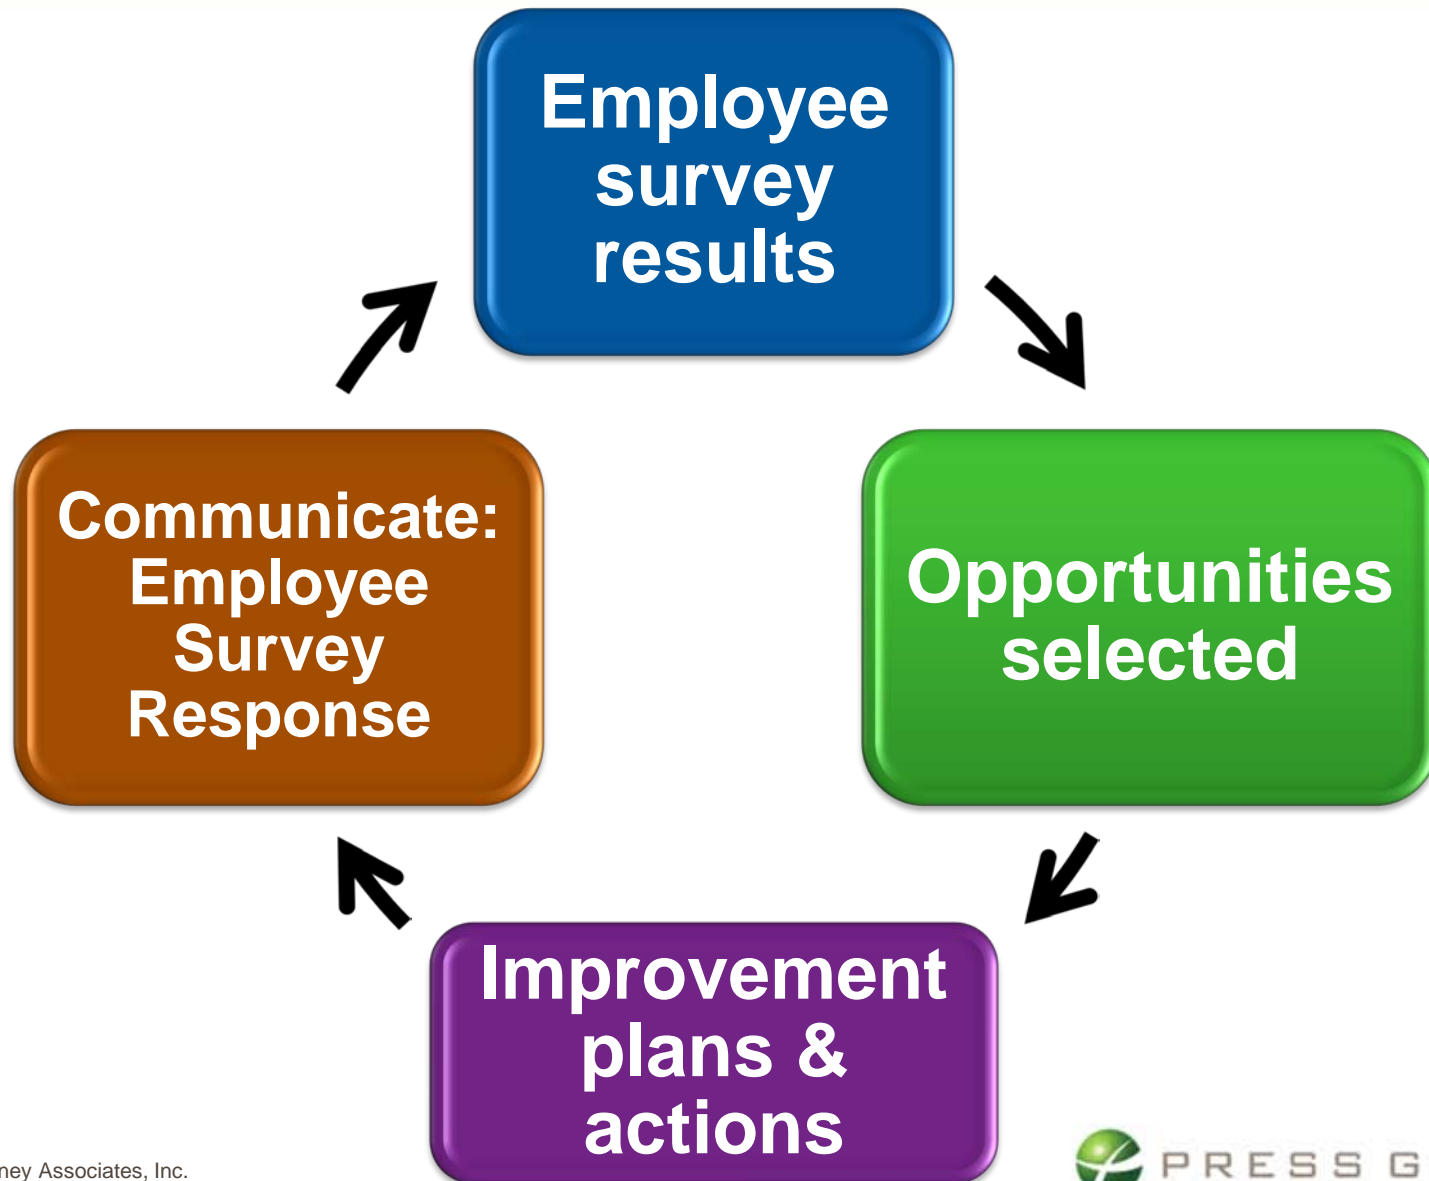 Employee
survey
results
Opportunities
selected
Improvement
plans &
actions
Communicate:
Employee
Survey
Response
ney Associates, Inc.
PRESS G